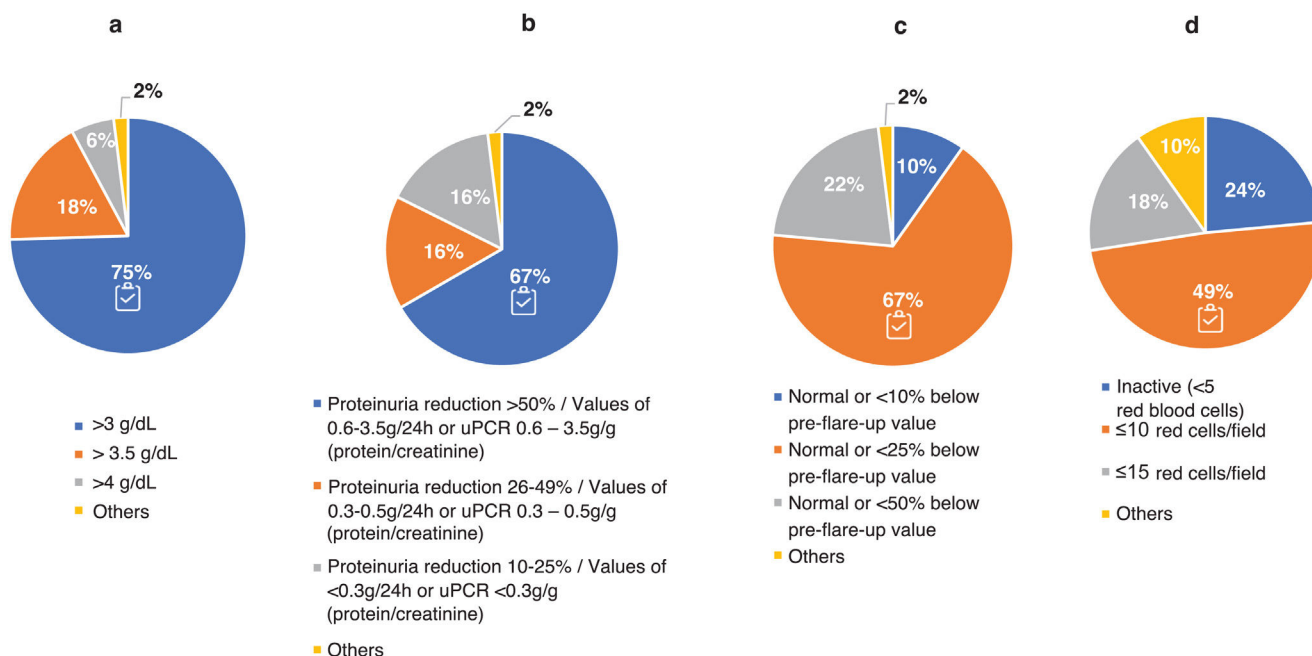 a
2%
6%
18%
75%
>3 g/dL
> 3.5 g/dL
>4 g/dL
Others
b
2%
16%
16%
67%
Proteinuria reduction >50% / Values of
0.6-3.5g/24h or uPCR 0.6 – 3.5g/g
(protein/creatinine)
Proteinuria reduction 26-49% / Values of
0.3-0.5g/24h or uPCR 0.3 – 0.5g/g
(protein/creatinine)
Proteinuria reduction 10-25% / Values of
<0.3g/24h or uPCR <0.3g/g
(protein/creatinine)
Others
c
2%
10%
22%
67%
Normal or <10% below
pre-flare-up value
Normal or <25% below
pre-flare-up value
Normal or <50% below
pre-flare-up value
Others
d
10%
24%
18%
49%
Inactive (<5
red blood cells)
≤10 red cells/field
≤15 red cells/field
Others